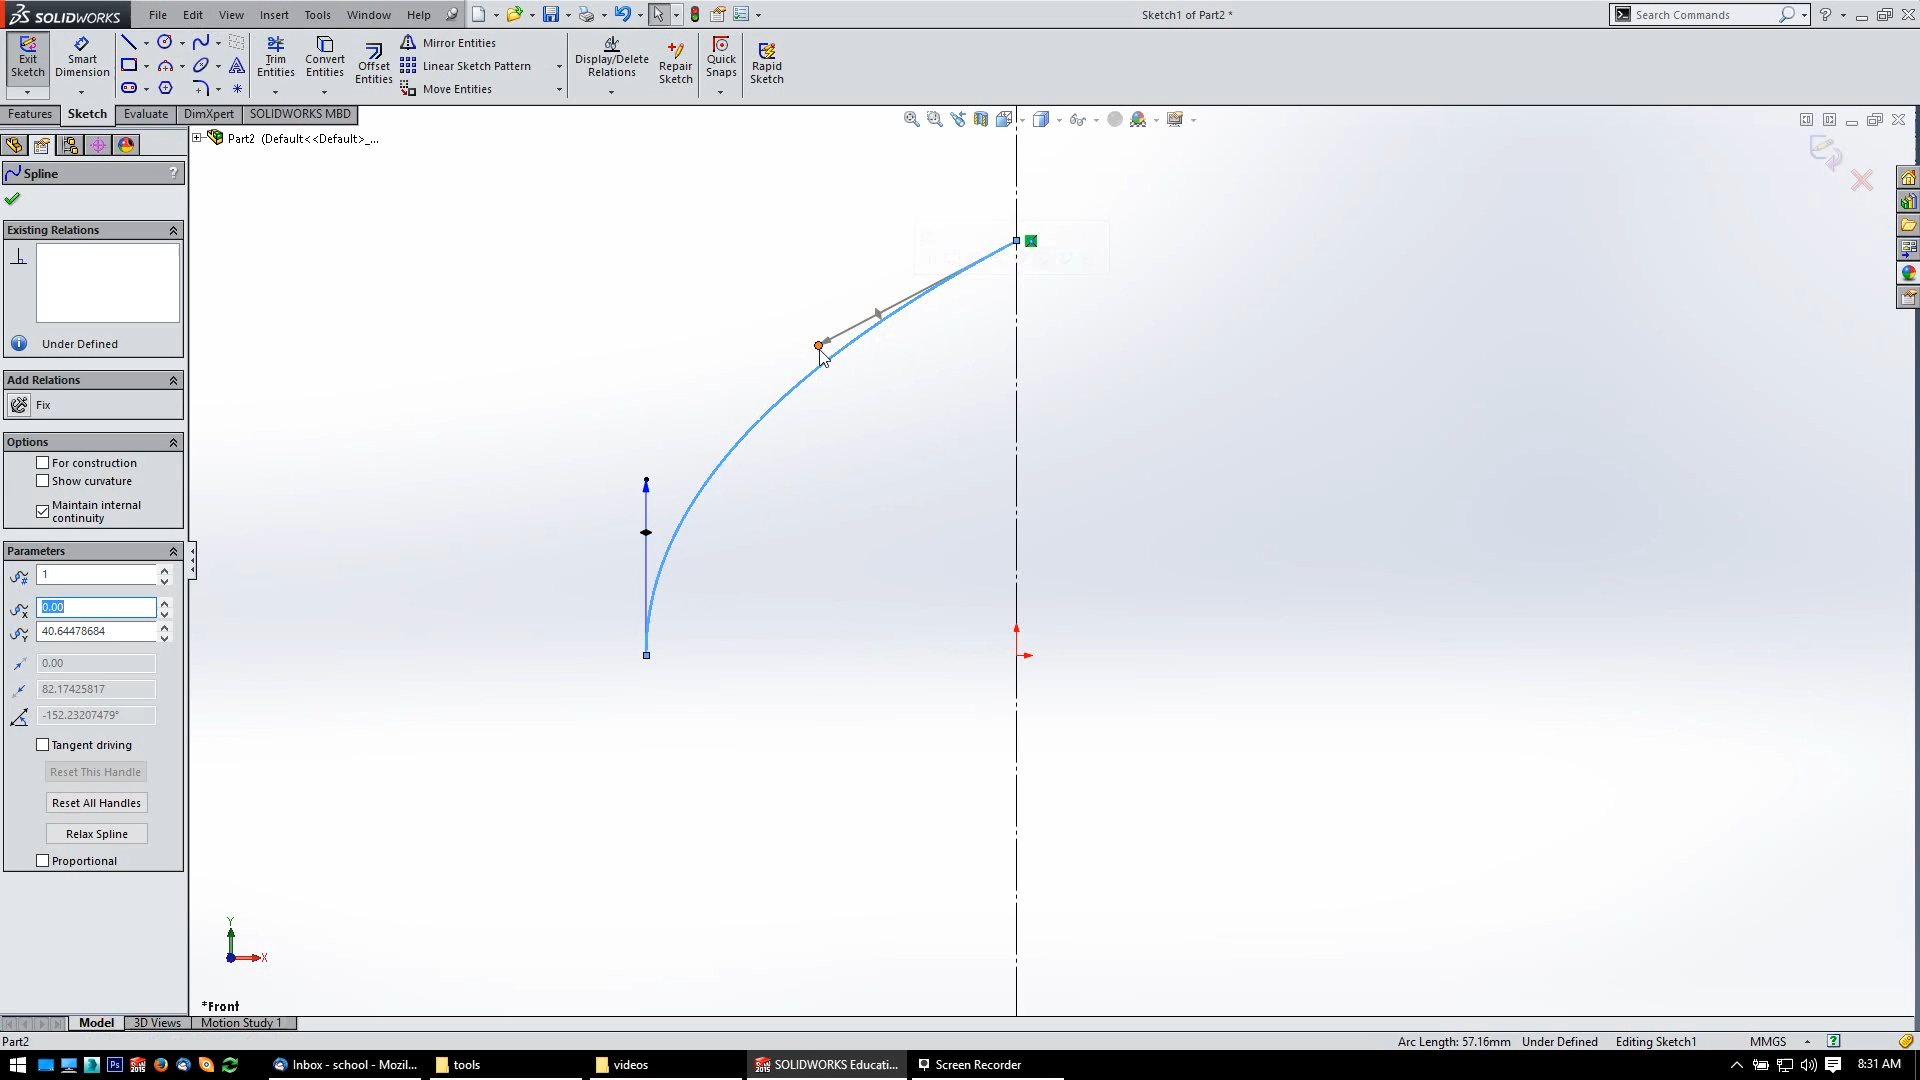 SOLIDWORKS File Edit View Insert Tools Window Help Sketch1 of Part2 * Search Commands
Exit Sketch
Smart Dimension
Trim Entities
Convert Entities
Offset Entities
Mirror Entities
Linear Sketch Pattern
Move Entities
Display/Delete Relations
Repair Sketch
Quick Snaps
Rapid Sketch
Features Sketch Evaluate DimXpert SOLIDWORKS MBD
Part2 (Default<<Default>_...
Spline ?
Existing Relations
Under Defined
Add Relations
Fix
Options
For construction
Show curvature
Maintain internal
continuity
Parameters
1
0.00
40.64478684
0.00
82.17425817
-152.23207479°
Tangent driving
Reset This Handle
Reset All Handles
Relax Spline
Proportional
Y
X
*Front
Model 3D Views Motion Study 1
Part2 Arc Length: 57.16mm Under Defined Editing Sketch1 MMGS
Inbox - school - Mozil... tools videos SOLIDWORKS Educati... Screen Recorder 8:31 AM